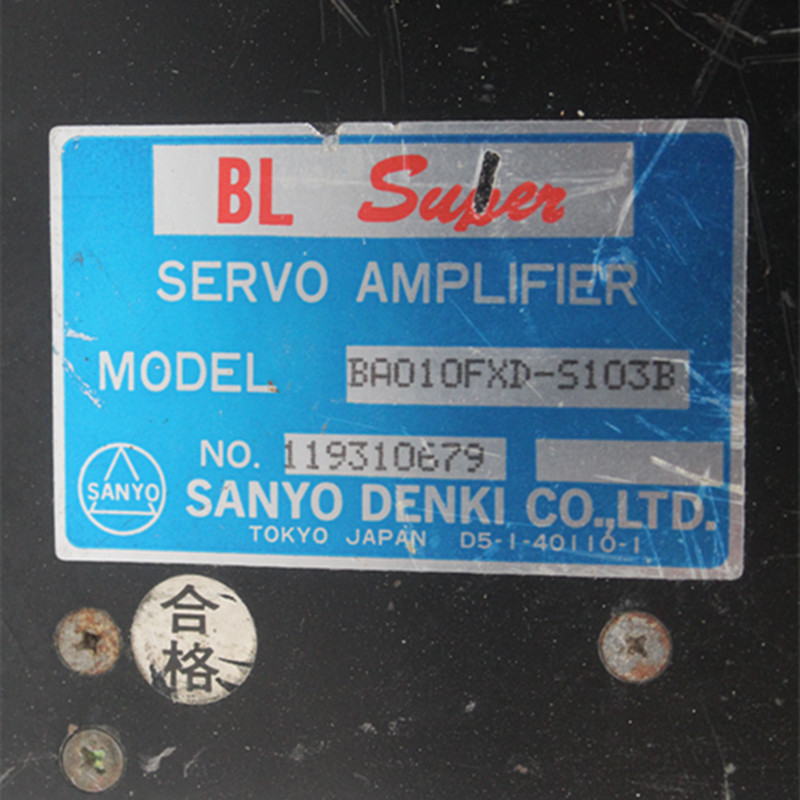 BL Super
SERVO AMPLIFIER
MODEL BA010FXD-S103B
NO. 119310679
SANYO
SANYO DENKI CO.,LTD.
TOKYO JAPAN D5-1-40110-1
合
格